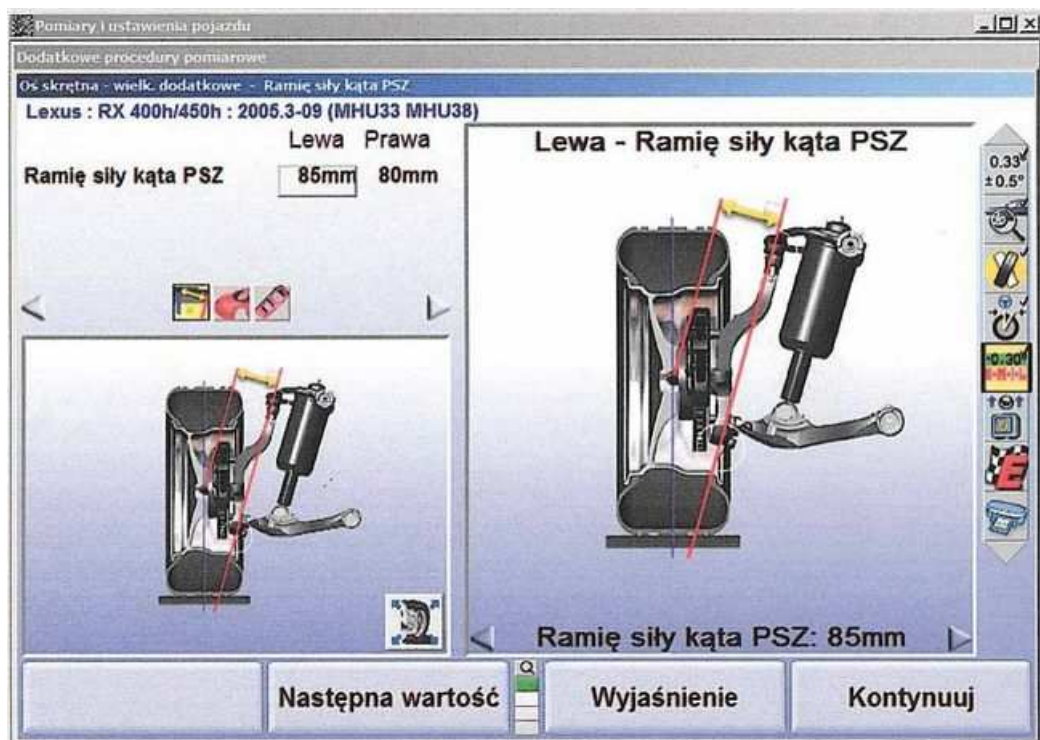 Pomiary i ustawienia pojazdu
Dodatkowe procedury pomiarowe
Oś skrętna - wielk. dodatkowe - Ramię siły kąta PSZ
Lexus : RX 400h/450h : 2005.3-09 (MHU33 MHU38)
Lewa Prawa
Ramię siły kąta PSZ 85mm 80mm
Lewa - Ramię siły kąta PSZ
0.33
±0.5°
E
Ramię siły kąta PSZ: 85mm
Następna wartość
Wyjaśnienie
Kontynuuj